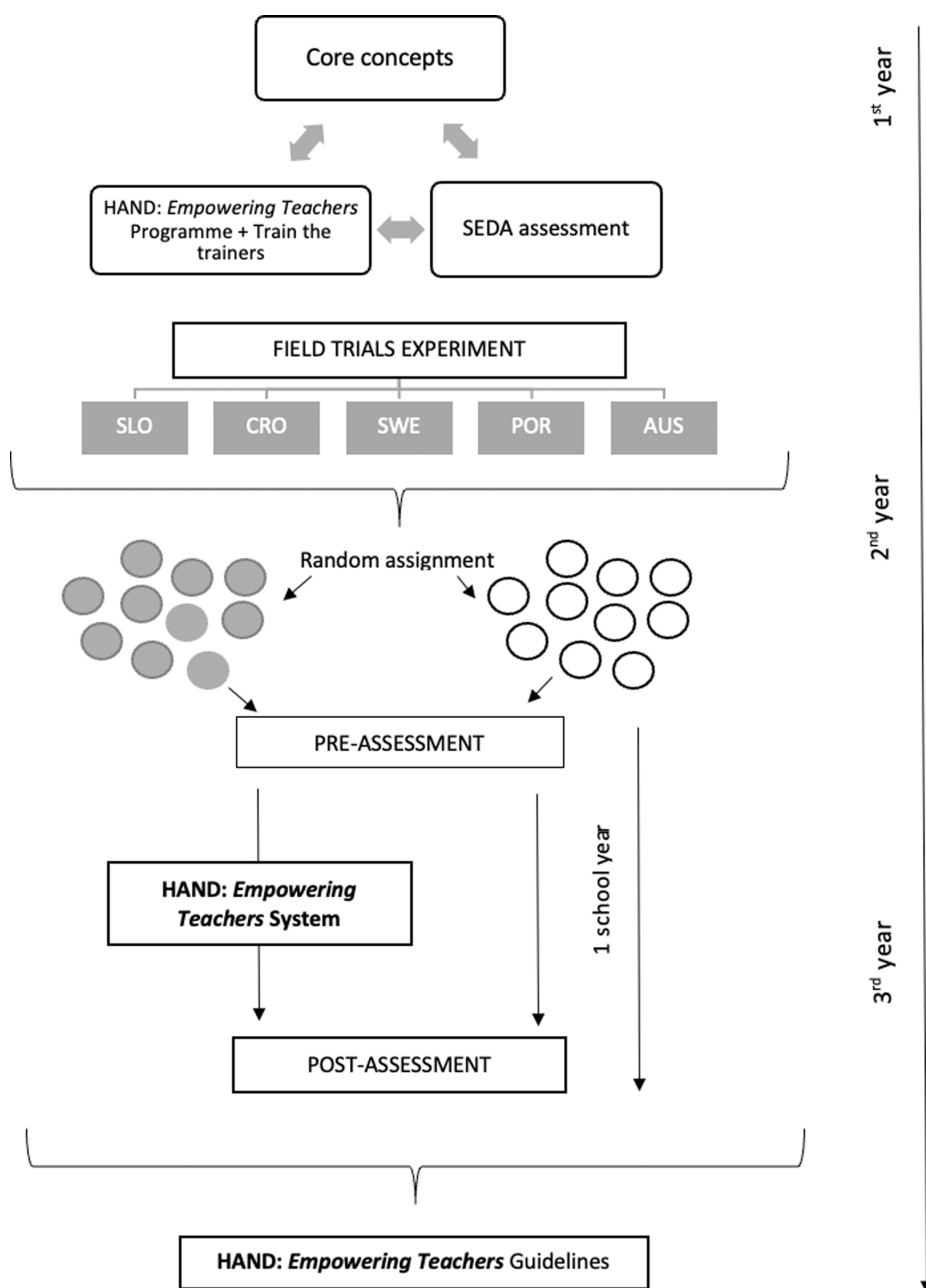 Core concepts
1st year
HAND: Empowering Teachers
Programme + Train the
trainers
SEDA assessment
FIELD TRIALS EXPERIMENT
SLO
CRO
SWE
POR
AUS
2nd year
Random assignment
PRE-ASSESSMENT
HAND: Empowering
Teachers System
1 school year
3rd year
POST-ASSESSMENT
HAND: Empowering Teachers Guidelines